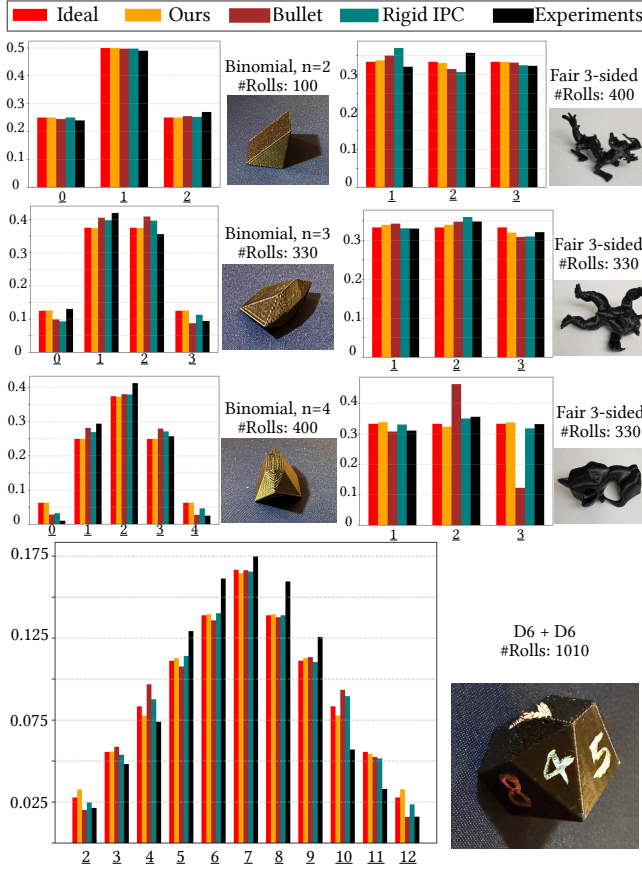 Ideal Ours Bullet Rigid IPC Experiments
0.5
0.4
0.3
0.2
0.1
0
0 1 2
Binomial, n=2
#Rolls: 100
0.3
0.2
0.1
0
1 2 3
Fair 3-sided
#Rolls: 400
0.4
0.3
0.2
0.1
0
0 1 2 3
Binomial, n=3
#Rolls: 330
0.3
0.2
0.1
0
1 2 3
Fair 3-sided
#Rolls: 330
0.4
0.3
0.2
0.1
0
0 1 2 3 4
Binomial, n=4
#Rolls: 400
0.4
0.3
0.2
0.1
0
1 2 3
Fair 3-sided
#Rolls: 330
0.175
0.125
0.075
0.025
2 3 4 5 6 7 8 9 10 11 12
D6 + D6
#Rolls: 1010
8 4 5